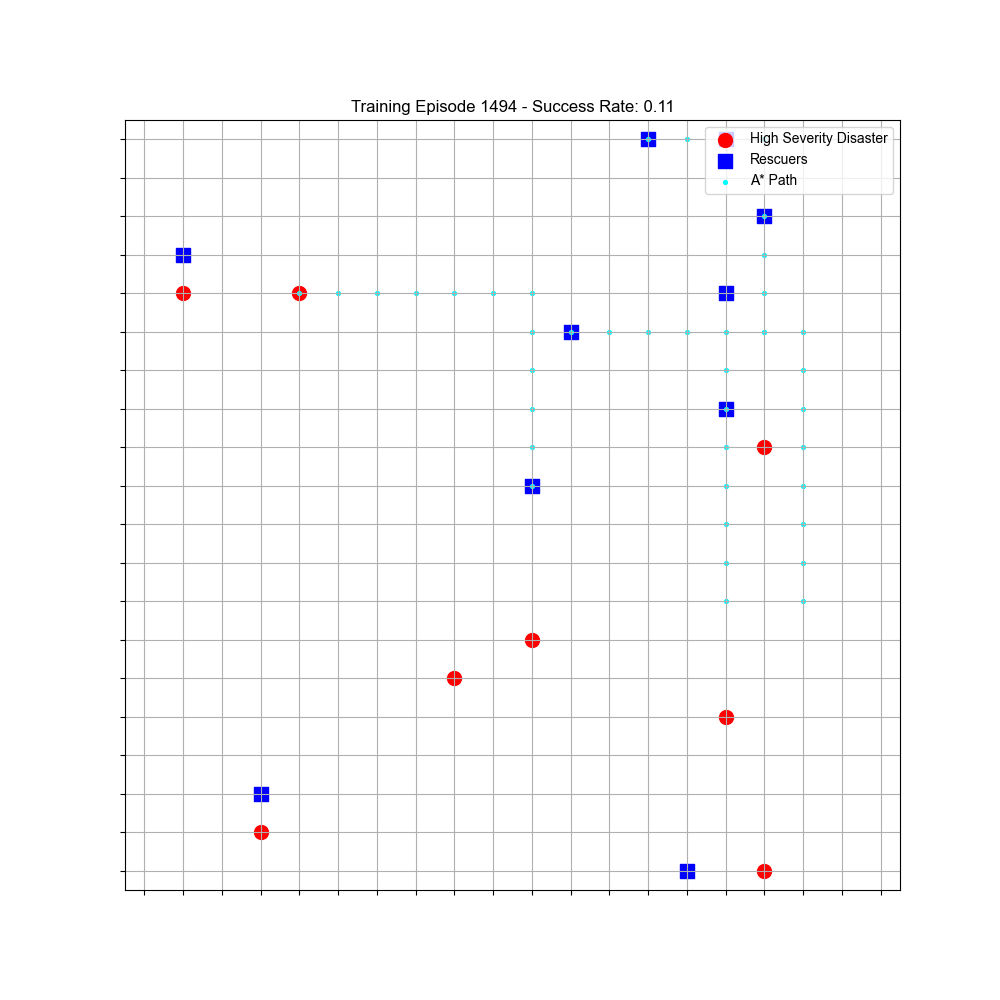 Training Episode 1494 - Success Rate: 0.11
High Severity Disaster
Rescuers
A* Path